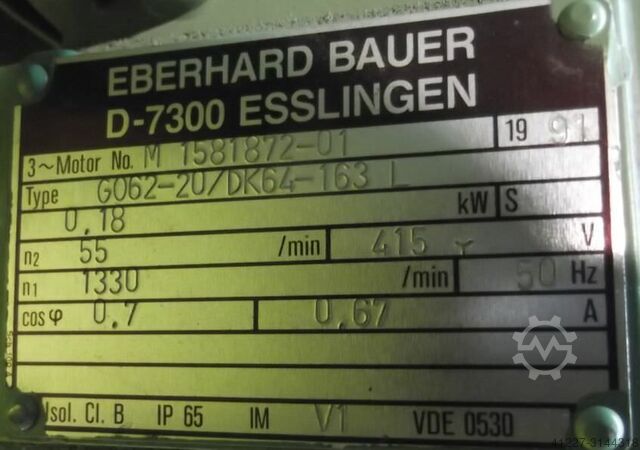 EBERHARD BAUER
D-7300 ESSLINGEN
3~Motor No. M 1581872-01 19 91
Type G062-20/DK64-163 L
0,18 kW S
n2 55 /min 415 Y V
n1 1330 /min 50 Hz
cos φ 0.7 0,67 A
Isol. Cl. B IP 65 IM V1 VDE 0530
41227-3144218